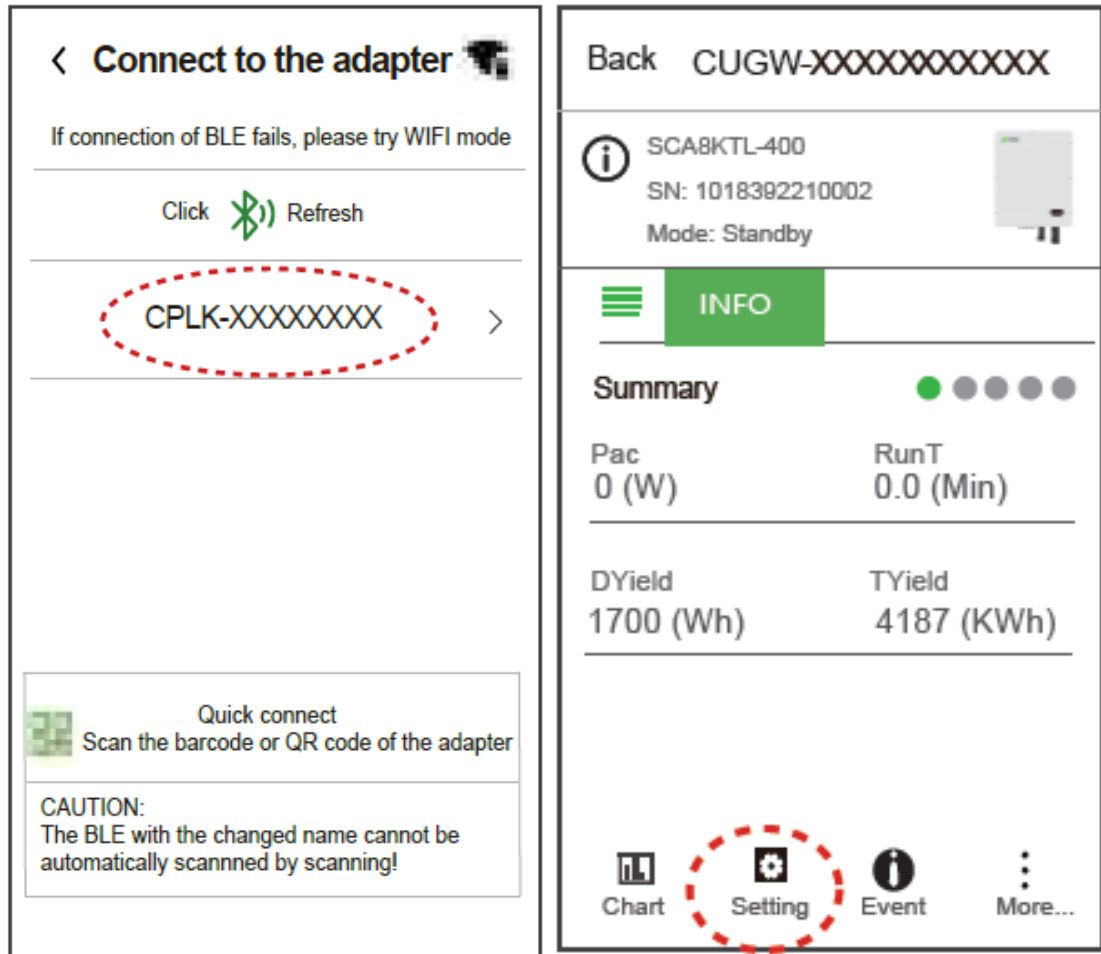 Connect to the adapter
If connection of BLE fails, please try WIFI mode
Click Refresh
CPLK-XXXXXXXX
Quick connect
Scan the barcode or QR code of the adapter
CAUTION:
The BLE with the changed name cannot be
automatically scannned by scanning!
Back CUGW-XXXXXXXXXXX
SCA8KTL-400
SN: 1018392210002
Mode: Standby
INFO
Summary
Pac RunT
0 (W) 0.0 (Min)
DYield TYield
1700 (Wh) 4187 (KWh)
Chart Setting Event More...